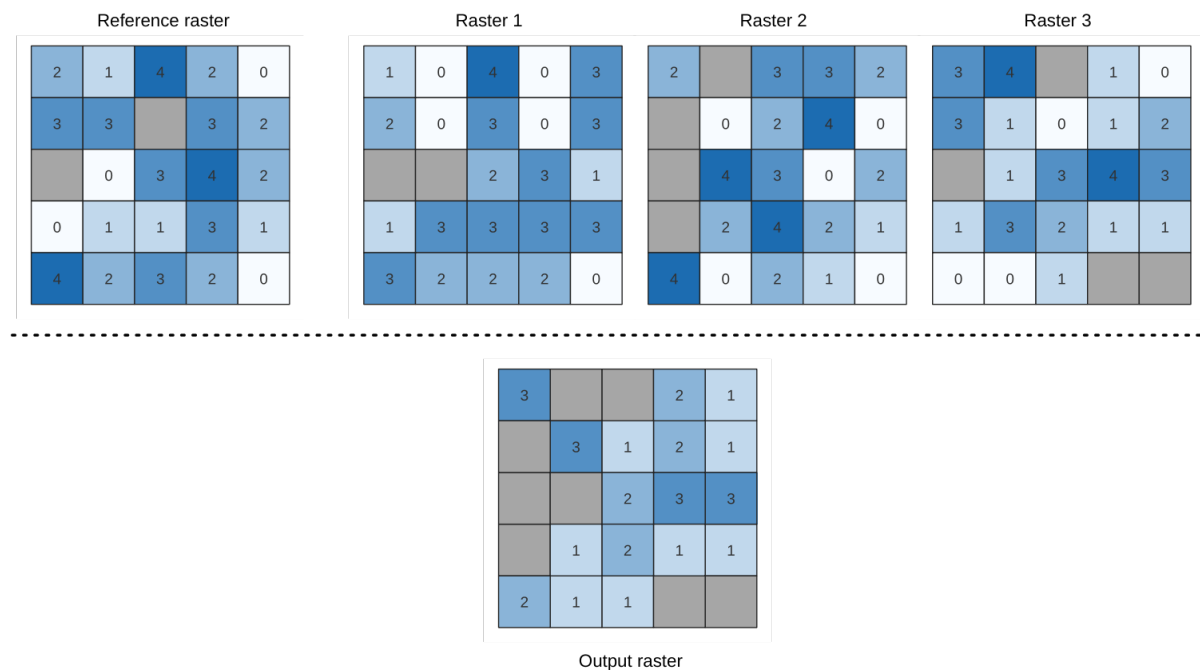 Reference raster Raster 1 Raster 2 Raster 3
2 1 4 2 0 1 0 4 0 3 2 3 3 2 3 4 1 0
3 3 3 2 2 0 3 0 3 0 2 4 0 3 1 0 1 2
0 3 4 2 2 3 1 4 3 0 2 1 3 4 3
0 1 1 3 1 1 3 3 3 3 2 4 2 1 1 3 2 1 1
4 2 3 2 0 3 2 2 2 0 4 0 2 1 0 0 0 1
3 2 1
3 1 2 1
2 3 3
1 2 1 1
2 1 1
Output raster